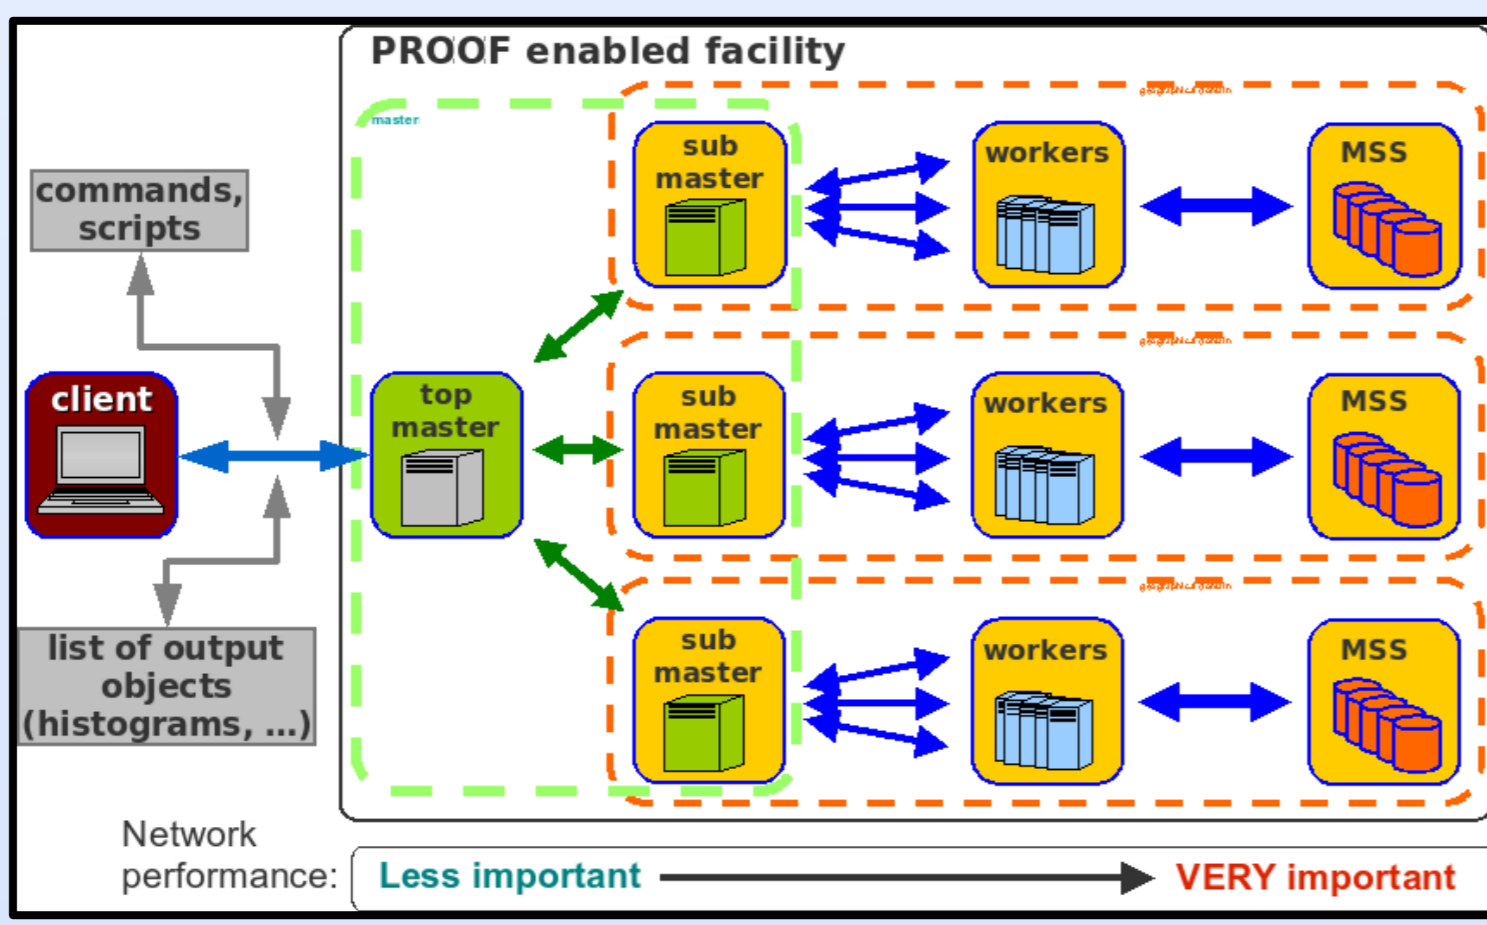 PROOF enabled facility
master
commands,
scripts
client
top
master
sub
master
workers
MSS
sub
master
workers
MSS
sub
master
workers
MSS
list of output
objects
(histograms, ...)
Network
performance:
Less important
VERY important